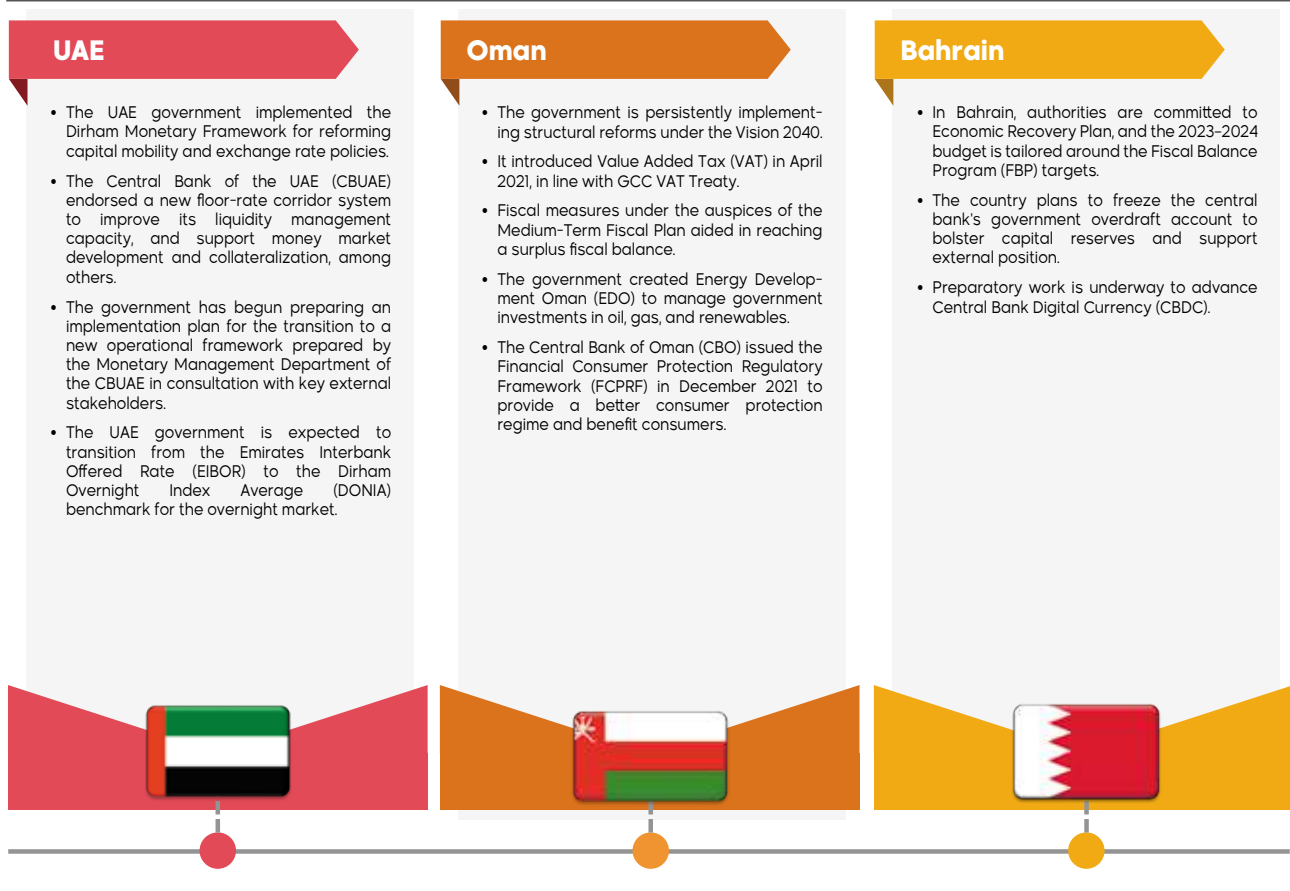 UAE
• The UAE government implemented the
Dirham Monetary Framework for reforming
capital mobility and exchange rate policies.
• The Central Bank of the UAE (CBUAE)
endorsed a new floor-rate corridor system
to improve its liquidity management
capacity, and support money market
development and collateralization, among
others.
• The government has begun preparing an
implementation plan for the transition to a
new operational framework prepared by
the Monetary Management Department of
the CBUAE in consultation with key external
stakeholders.
• The UAE government is expected to
transition from the Emirates Interbank
Offered Rate (EIBOR) to the Dirham
Overnight Index Average (DONIA)
benchmark for the overnight market.
Oman
• The government is persistently implement-
ing structural reforms under the Vision 2040.
• It introduced Value Added Tax (VAT) in April
2021, in line with GCC VAT Treaty.
• Fiscal measures under the auspices of the
Medium-Term Fiscal Plan aided in reaching
a surplus fiscal balance.
• The government created Energy Develop-
ment Oman (EDO) to manage government
investments in oil, gas, and renewables.
• The Central Bank of Oman (CBO) issued the
Financial Consumer Protection Regulatory
Framework (FCPRF) in December 2021 to
provide a better consumer protection
regime and benefit consumers.
Bahrain
• In Bahrain, authorities are committed to
Economic Recovery Plan, and the 2023-2024
budget is tailored around the Fiscal Balance
Program (FBP) targets.
• The country plans to freeze the central
bank's government overdraft account to
bolster capital reserves and support
external position.
• Preparatory work is underway to advance
Central Bank Digital Currency (CBDC).